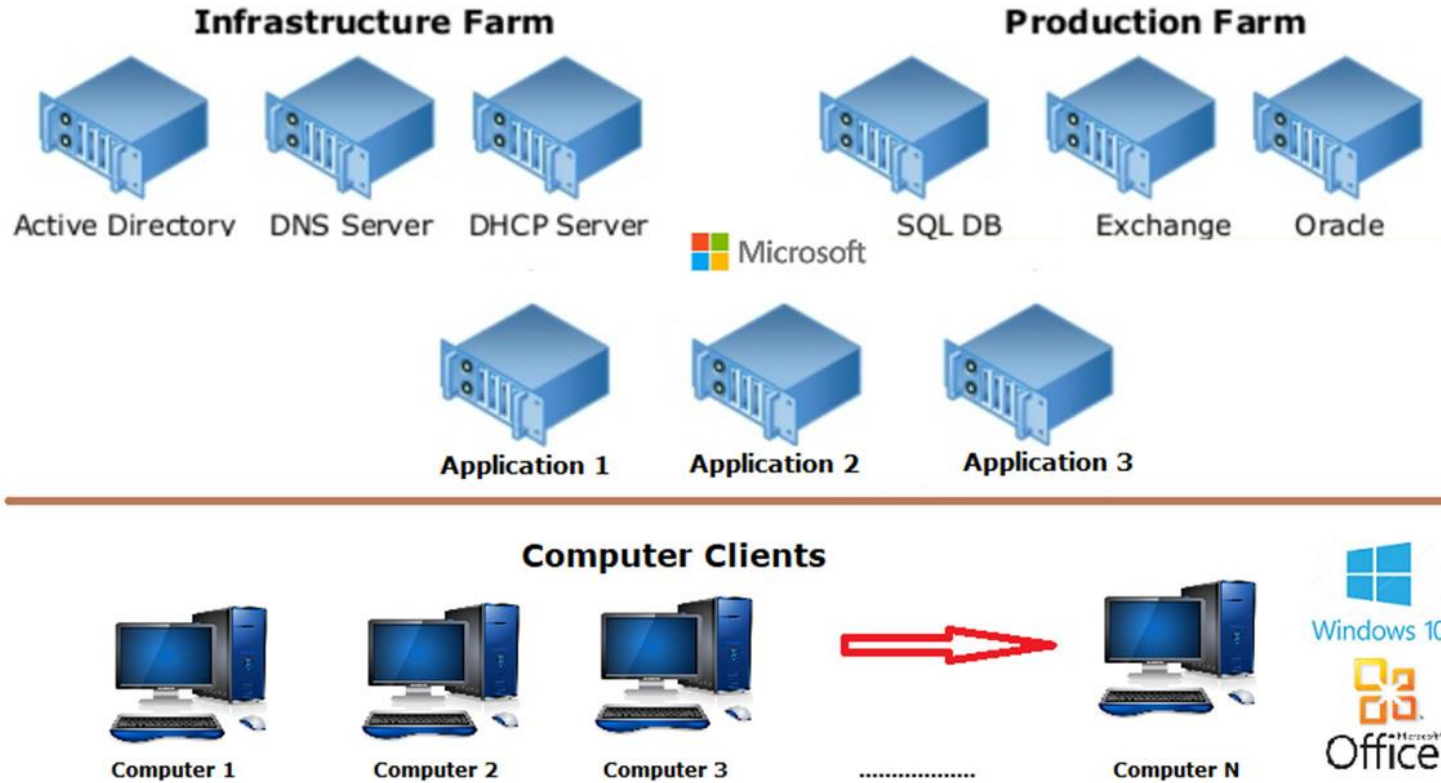 Infrastructure Farm
Production Farm
Active Directory
DNS Server
DHCP Server
SQL DB
Exchange
Oracle
Microsoft
Application 1
Application 2
Application 3
Computer Clients
Windows 10
Microsoft
Office
Computer 1
Computer 2
Computer 3
..................
Computer N